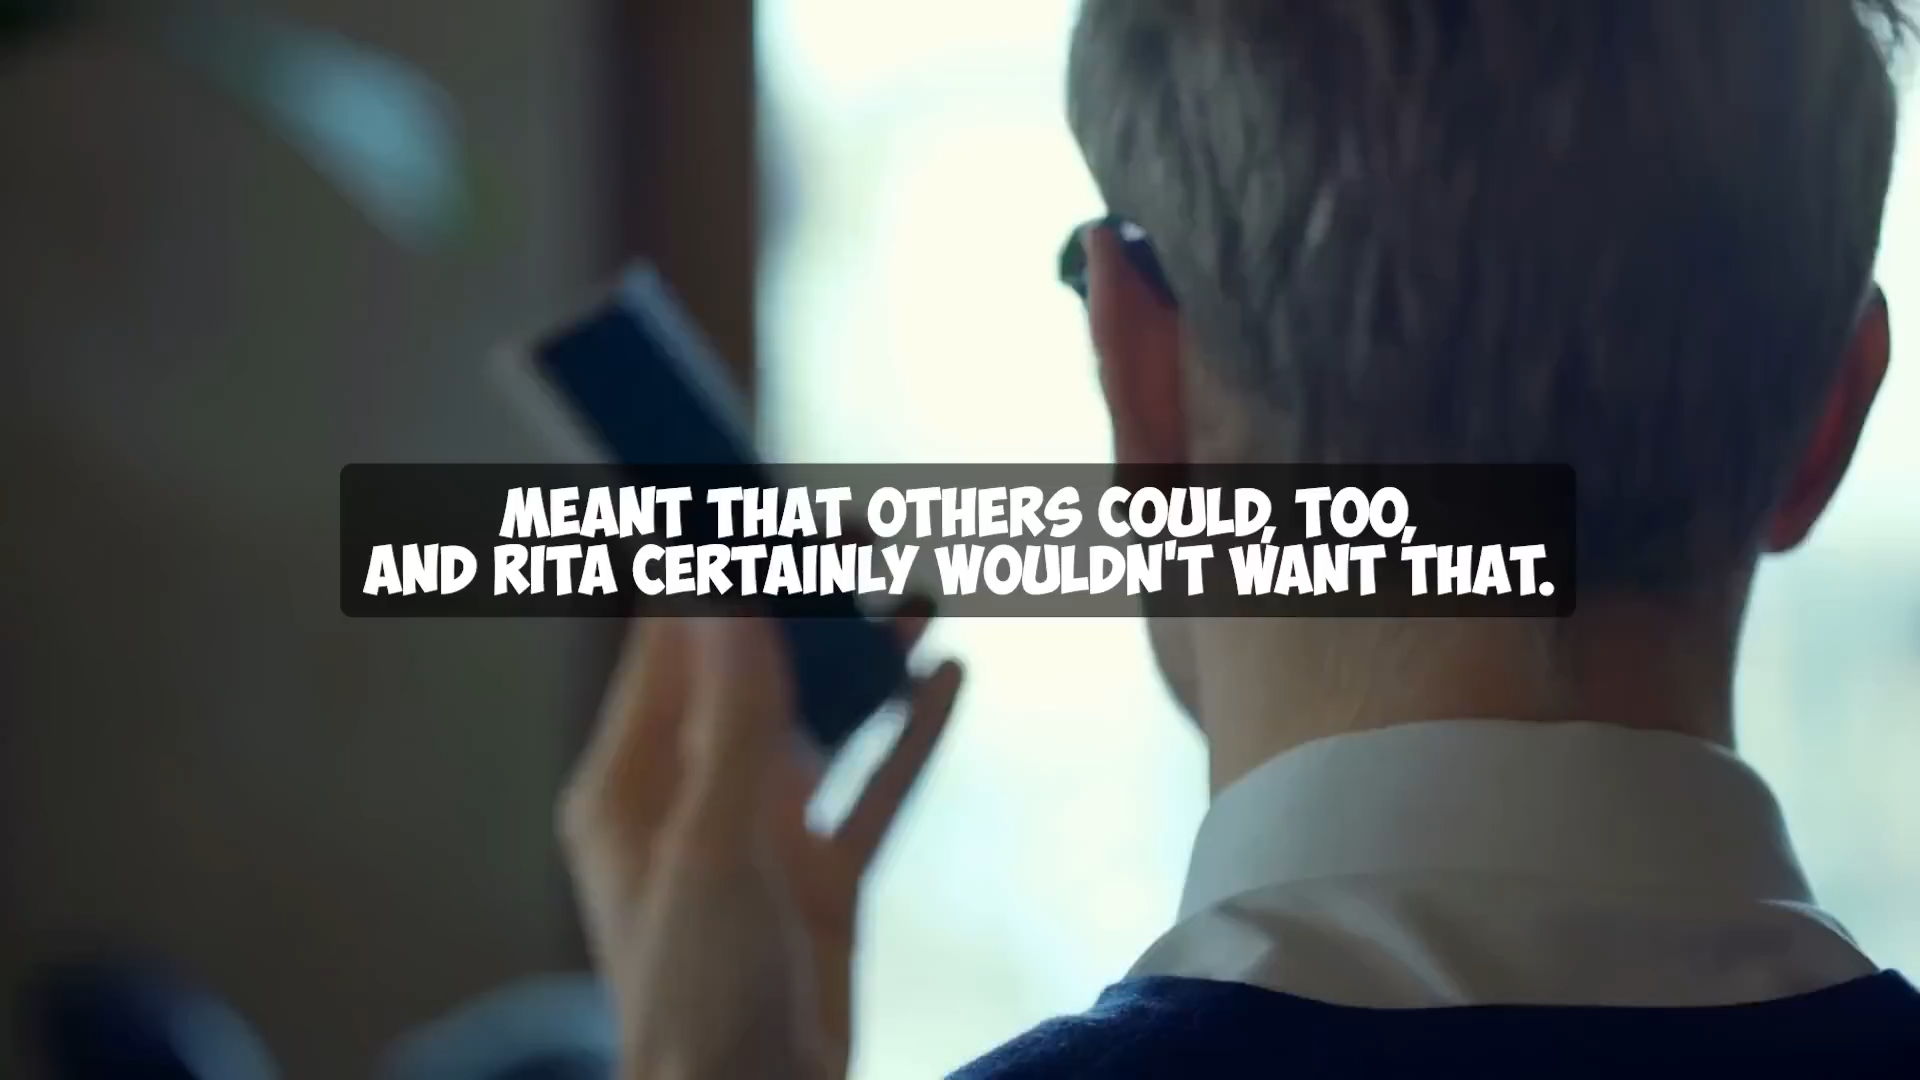 MEANT THAT OTHERS COULD, TOO,
AND RITA CERTAINLY WOULDN'T WANT THAT.